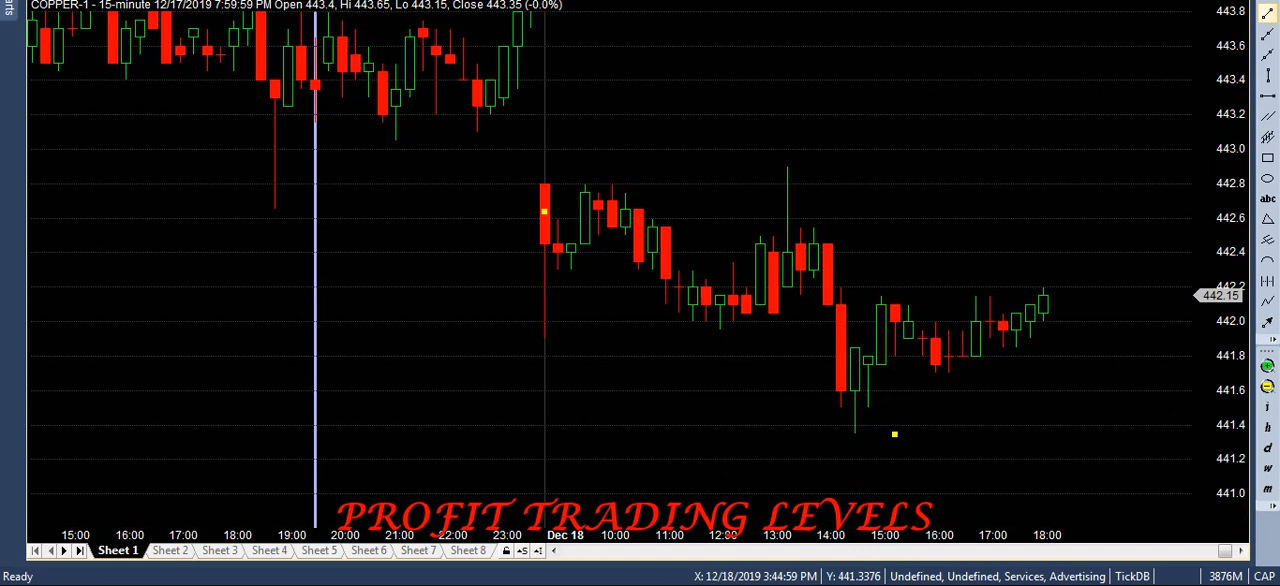 COPPER-1 - 15-minute 12/17/2019 7:59:59 PM Open 443.4, Hi 443.65, Lo 443.15, Close 443.35 (-0.0%)
443.8
443.6
443.4
443.2
443.0
442.8
442.6
442.4
442.2
442.15
442.0
441.8
441.6
441.4
441.2
441.0
abc
i
h
d
w
m
PROFIT TRADING LEVELS
15:00 16:00 17:00 18:00 19:00 20:00 21:00 22:00 23:00 Dec 18 10:00 11:00 12:00 13:00 14:00 15:00 16:00 17:00 18:00
Sheet 1 Sheet 2 Sheet 3 Sheet 4 Sheet 5 Sheet 6 Sheet 7 Sheet 8
Ready X: 12/18/2019 3:44:59 PM Y: 441.3376 Undefined, Undefined, Services, Advertising TickDB 3876M CAP